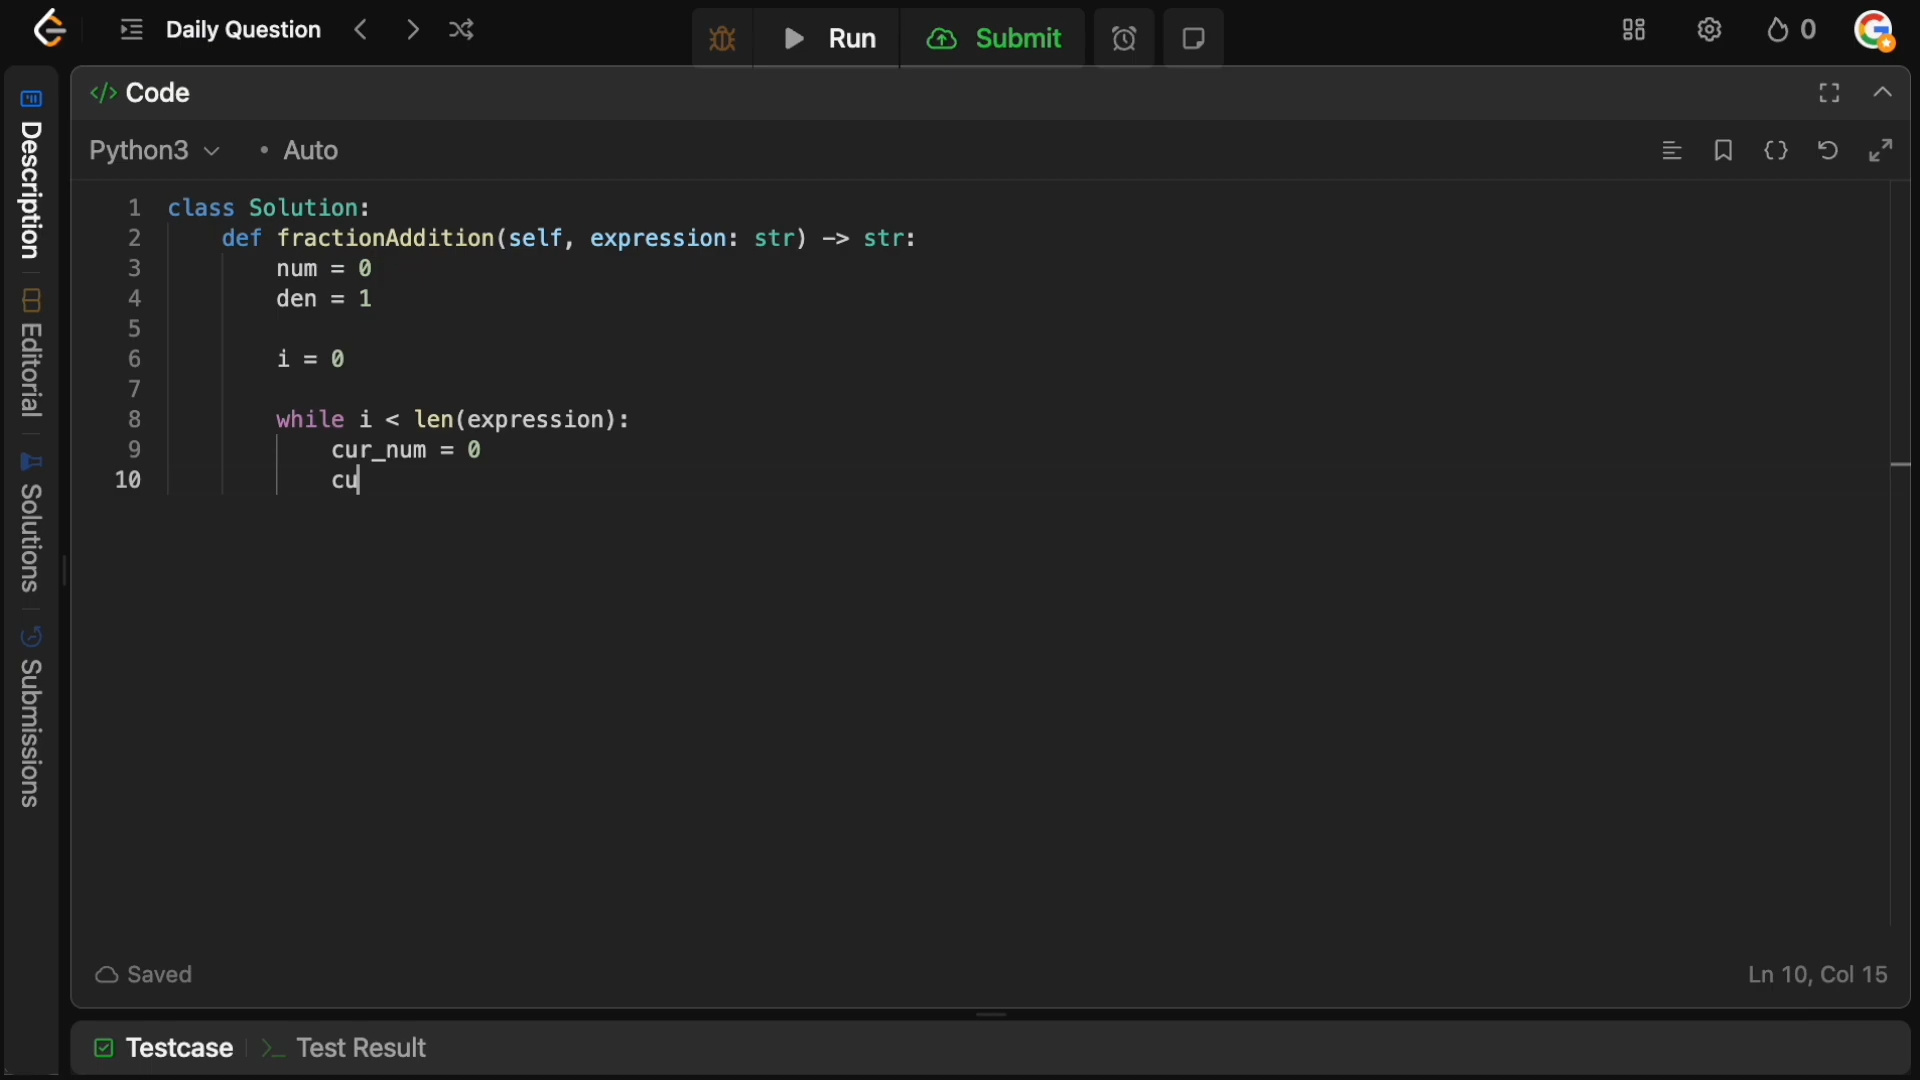 Daily Question
Run
Submit
0
Description
Editorial
Solutions
Submissions
</> Code
Python3 • Auto
1 class Solution:
2     def fractionAddition(self, expression: str) -> str:
3         num = 0
4         den = 1
5
6         i = 0
7
8         while i < len(expression):
9             cur_num = 0
10            cu
Saved
Ln 10, Col 15
Testcase
>_ Test Result